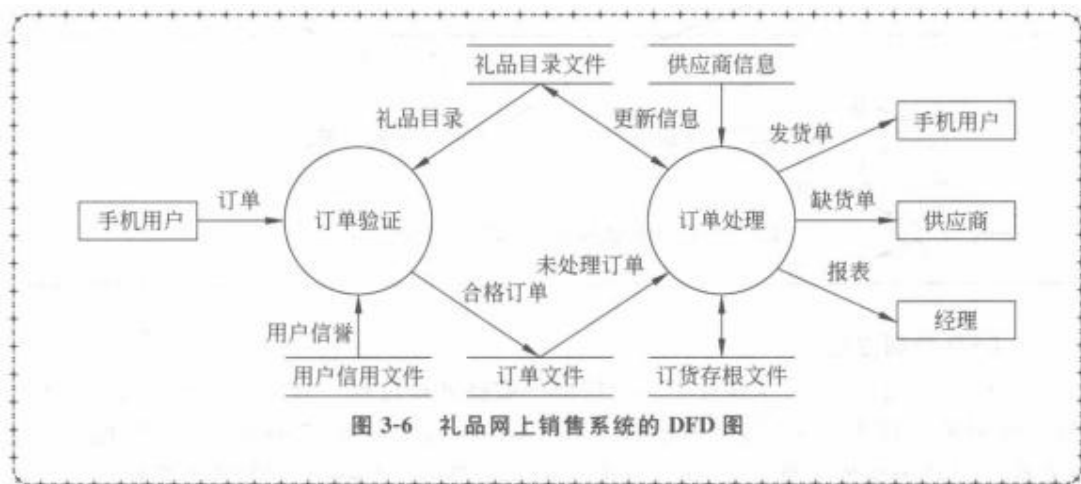 礼品目录文件
供应商信息
礼品目录
更新信息
发货单
手机用户
订单
手机用户
订单验证
订单处理
缺货单
供应商
未处理订单
合格订单
报表
用户信誉
经理
用户信用文件
订单文件
订货存根文件
图 3-6 礼品网上销售系统的 DFD 图